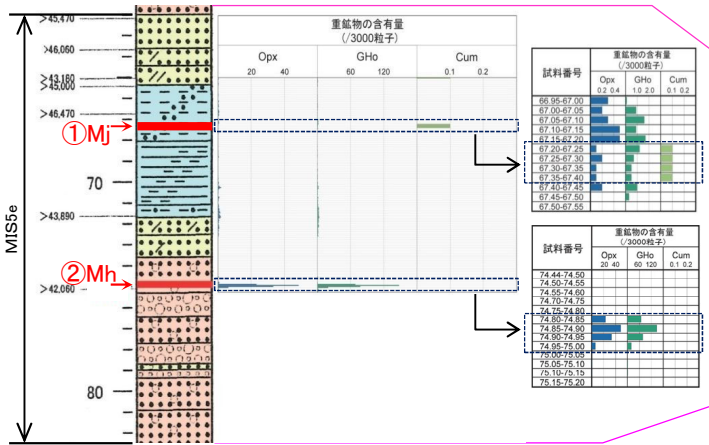 MIS5e
>45,470
>46,060
>43,180
>45,000
>46,470
①Mj
70
>43,890
②Mh
>42,060
80
重鉱物の含有量
(/3000粒子)
Opx GHo Cum
20 40 60 120 0.1 0.2
試料番号
重鉱物の含有量
(/3000粒子)
Opx GHo Cum
0.2 0.4 1.0 2.0 0.1 0.2
66.95-67.00
67.00-67.05
67.05-67.10
67.10-67.15
67.15-67.20
67.20-67.25
67.25-67.30
67.30-67.35
67.35-67.40
67.40-67.45
67.45-67.50
67.50-67.55
試料番号
重鉱物の含有量
(/3000粒子)
Opx GHo Cum
20 40 60 120 0.1 0.2
74.44-74.50
74.50-74.55
74.55-74.60
74.70-74.75
74.75-74.80
74.80-74.85
74.85-74.90
74.90-74.95
74.95-75.00
75.00-75.05
75.05-75.10
75.10-75.15
75.15-75.20